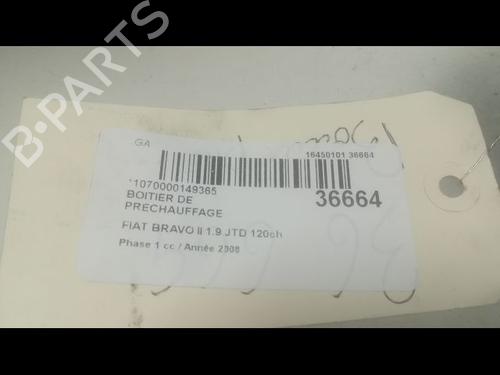 B-PARTS
GA
16450101 36664
*1070000149365
36664
BOITIER DE
PRECHAUFFAGE
FIAT BRAVO II 1.9 JTD 120ch
Phase 1 cc / Année 2008